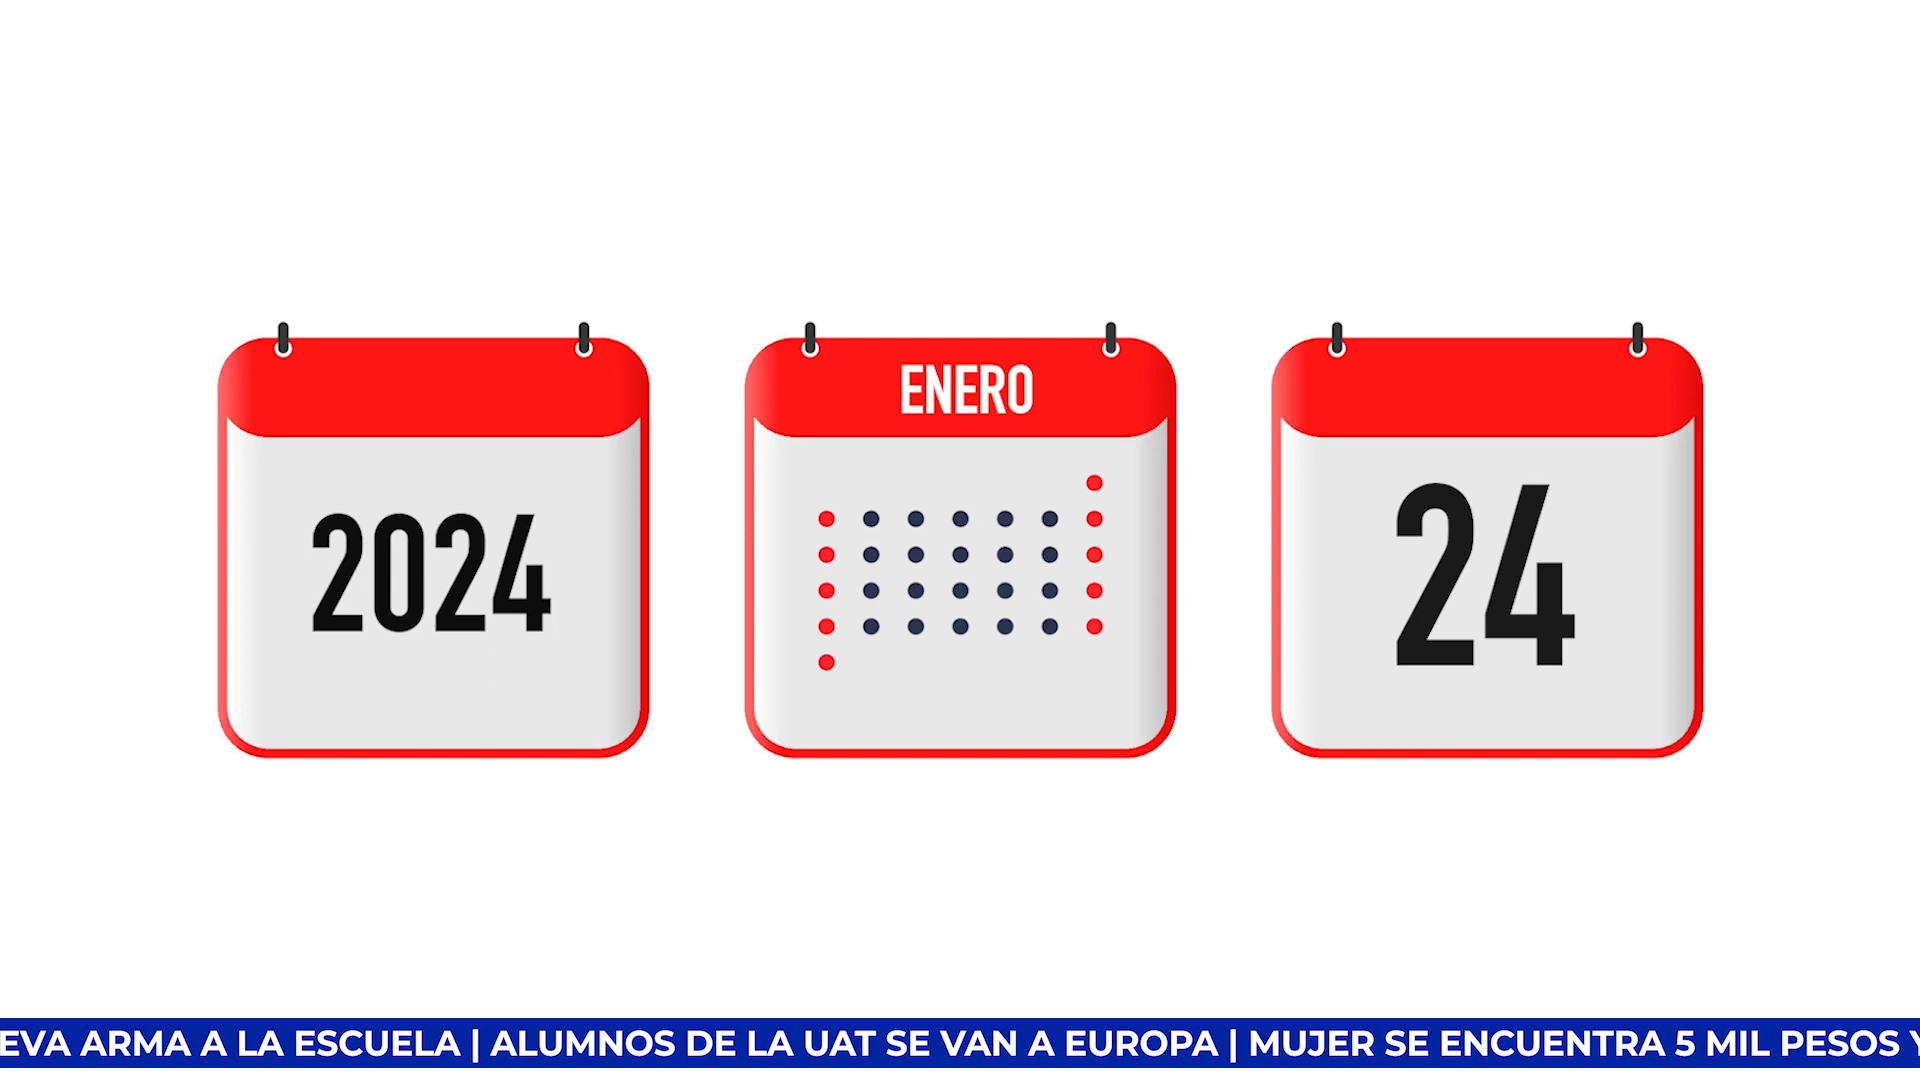 ENERO
2024
24
EVA ARMA A LA ESCUELA | ALUMNOS DE LA UAT SE VAN A EUROPA | MUJER SE ENCUENTRA 5 MIL PESOS Y